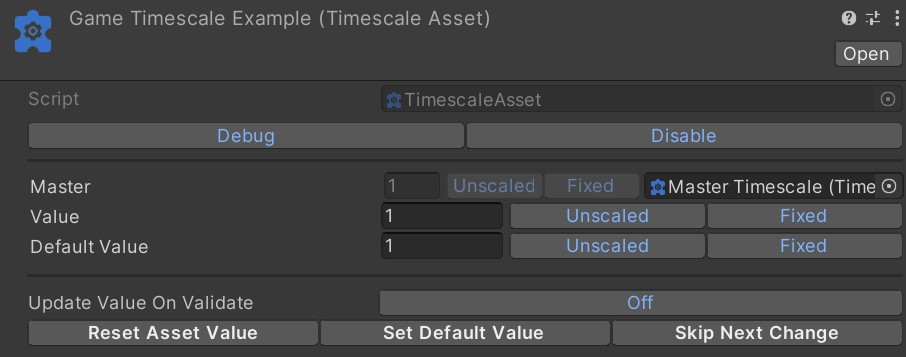 Game Timescale Example (Timescale Asset)
Open
Script TimescaleAsset
Debug Disable
Master 1 Unscaled Fixed Master Timescale (Time
Value 1 Unscaled Fixed
Default Value 1 Unscaled Fixed
Update Value On Validate Off
Reset Asset Value Set Default Value Skip Next Change